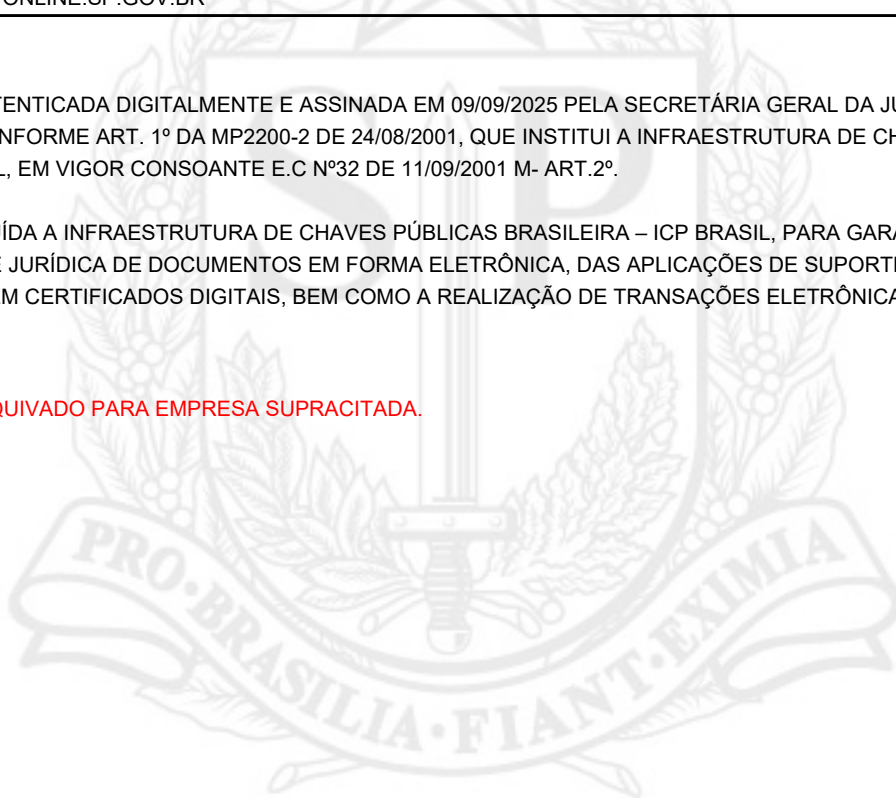 ONLINE.SP.GOV.BR
TENTICADA DIGITALMENTE E ASSINADA EM 09/09/2025 PELA SECRETÁRIA GERAL DA JU
NFORME ART. 1º DA MP2200-2 DE 24/08/2001, QUE INSTITUI A INFRAESTRUTURA DE CH
L, EM VIGOR CONSOANTE E.C Nº32 DE 11/09/2001 M- ART.2º.
ÍDA A INFRAESTRUTURA DE CHAVES PÚBLICAS BRASILEIRA – ICP BRASIL, PARA GARA
E JURÍDICA DE DOCUMENTOS EM FORMA ELETRÔNICA, DAS APLICAÇÕES DE SUPORTE
EM CERTIFICADOS DIGITAIS, BEM COMO A REALIZAÇÃO DE TRANSAÇÕES ELETRÔNICA
QUIVADO PARA EMPRESA SUPRACITADA.
SP
PRO·BRASILIA·FIANT·EXIMIA